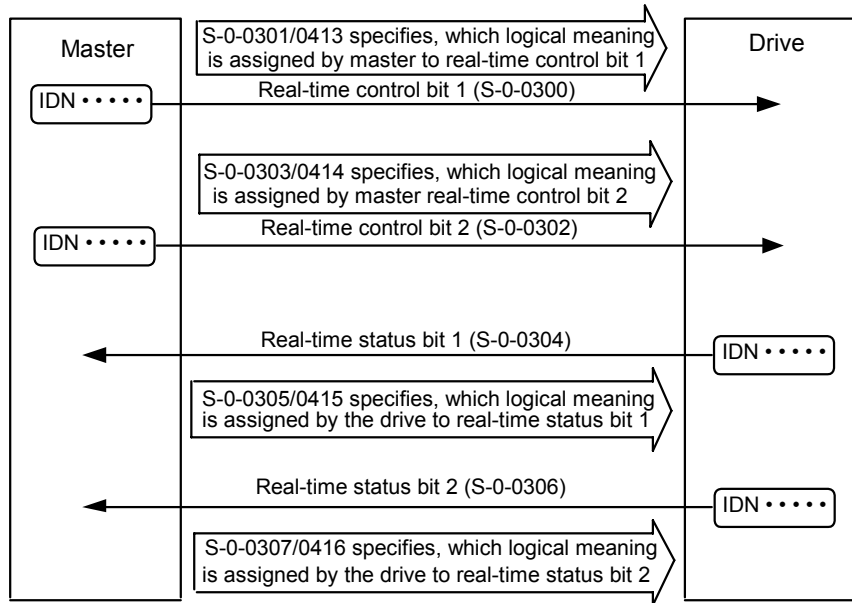 Master
S-0-0301/0413 specifies, which logical meaning
is assigned by master to real-time control bit 1
Drive
IDN • • • • •
Real-time control bit 1 (S-0-0300)
S-0-0303/0414 specifies, which logical meaning
is assigned by master real-time control bit 2
IDN • • • • •
Real-time control bit 2 (S-0-0302)
Real-time status bit 1 (S-0-0304)
IDN • • • • •
S-0-0305/0415 specifies, which logical meaning
is assigned by the drive to real-time status bit 1
Real-time status bit 2 (S-0-0306)
IDN • • • • •
S-0-0307/0416 specifies, which logical meaning
is assigned by the drive to real-time status bit 2